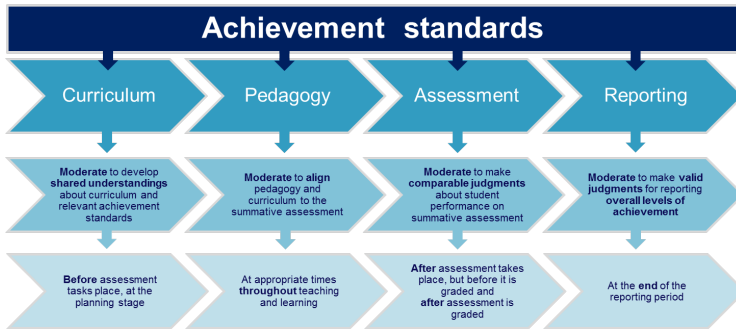 Achievement standards
Curriculum
Pedagogy
Assessment
Reporting
Moderate to develop
shared understandings
about curriculum and
relevant achievement
standards
Moderate to align
pedagogy and
curriculum to the
summative assessment
Moderate to make
comparable judgments
about student
performance on
summative assessment
Moderate to make valid
judgments for reporting
overall levels of
achievement
Before assessment
tasks place, at the
planning stage
At appropriate times
throughout teaching
and learning
After assessment takes
place, but before it is
graded and
after assessment is
graded
At the end of the
reporting period